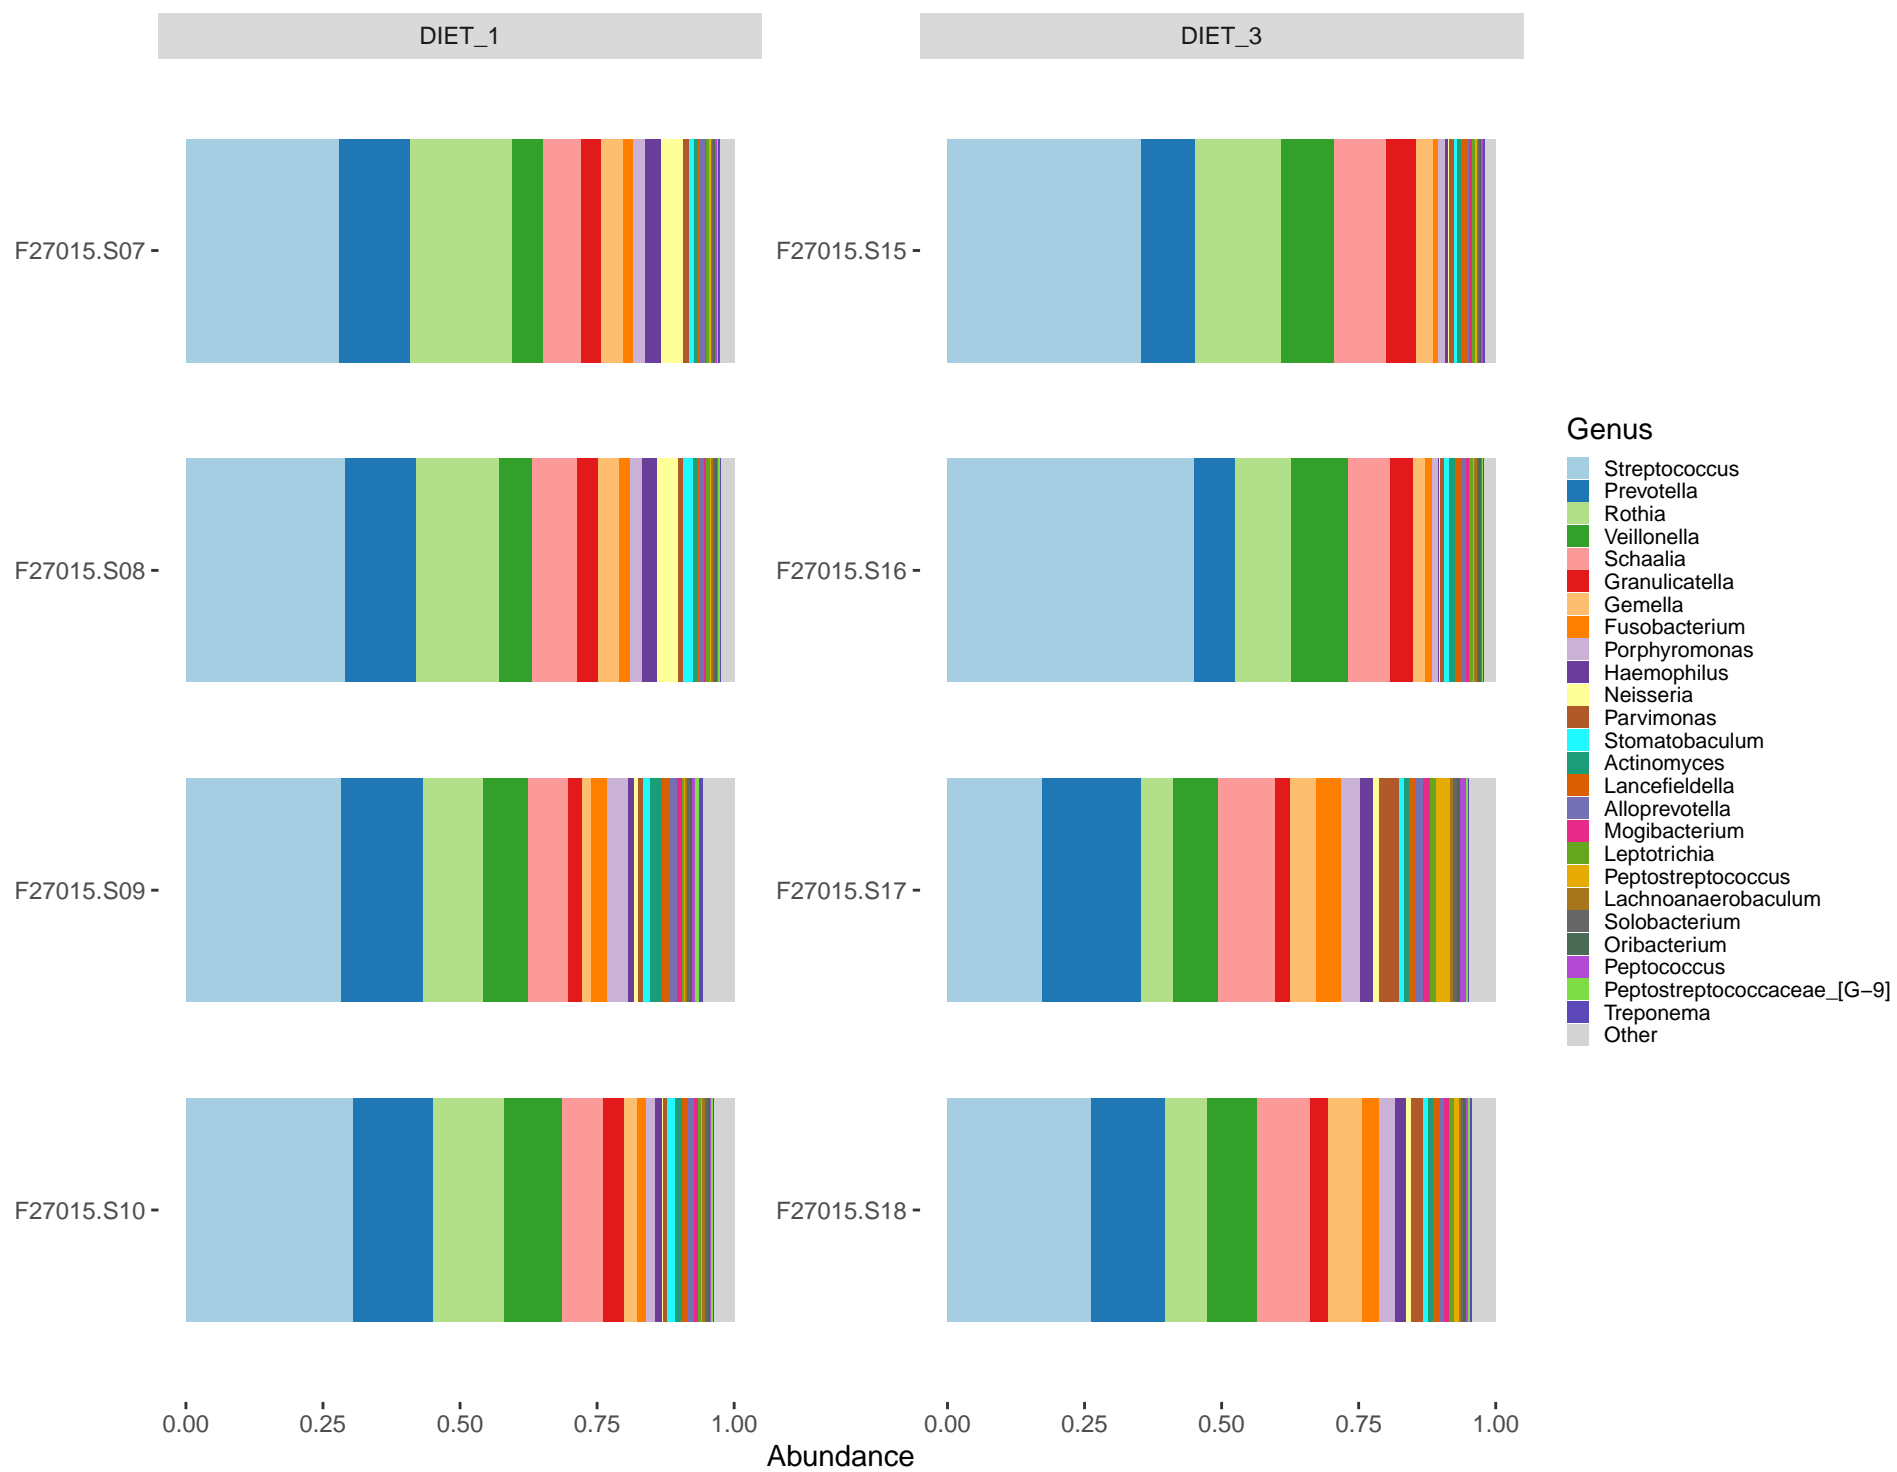 DIET_1
DIET_3
F27015.S07
F27015.S15
F27015.S08
F27015.S16
F27015.S09
F27015.S17
F27015.S10
F27015.S18
0.00 0.25 0.50 0.75 1.00
0.00 0.25 0.50 0.75 1.00
Abundance
Genus
Streptococcus
Prevotella
Rothia
Veillonella
Schaalia
Granulicatella
Gemella
Fusobacterium
Porphyromonas
Haemophilus
Neisseria
Parvimonas
Stomatobaculum
Actinomyces
Lancefieldella
Alloprevotella
Mogibacterium
Leptotrichia
Peptostreptococcus
Lachnoanaerobaculum
Solobacterium
Oribacterium
Peptococcus
Peptostreptococcaceae_[G−9]
Treponema
Other